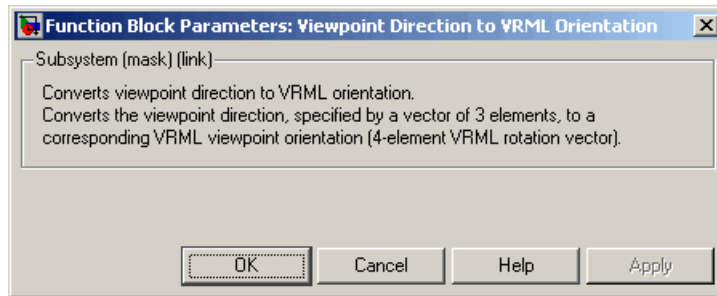 Function Block Parameters: Viewpoint Direction to VRML Orientation
Subsystem (mask) (link)
Converts viewpoint direction to VRML orientation.
Converts the viewpoint direction, specified by a vector of 3 elements, to a
corresponding VRML viewpoint orientation (4-element VRML rotation vector).
OK Cancel Help Apply